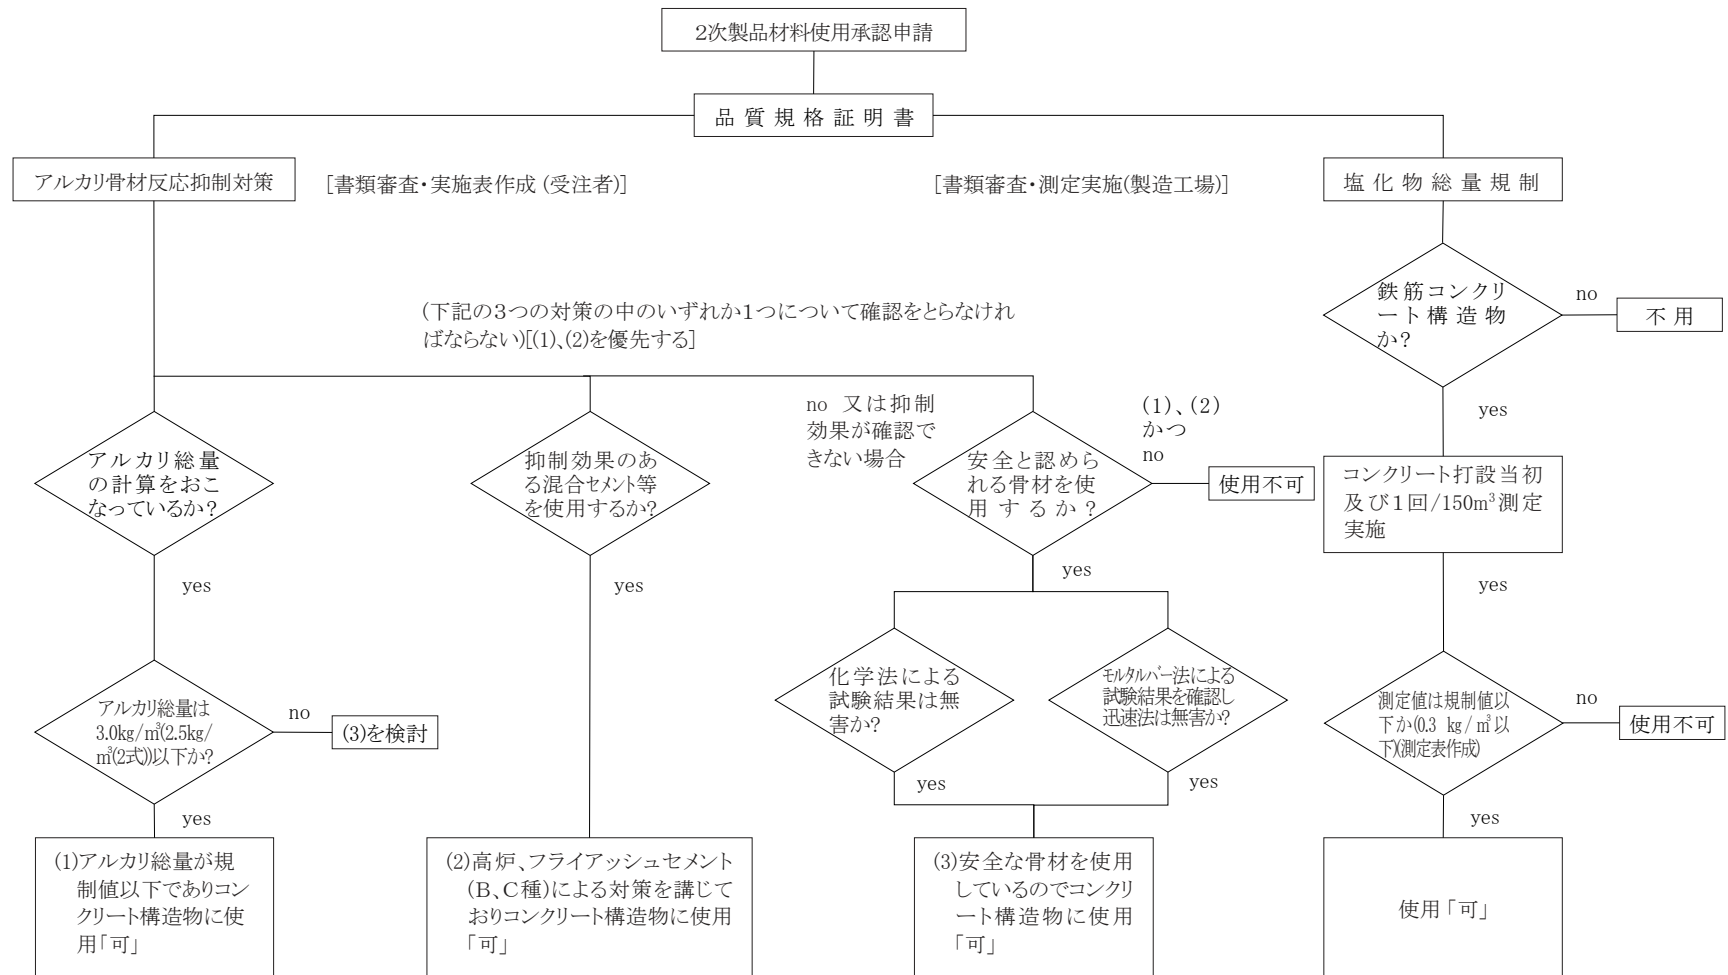 2次製品材料使用承認申請
品質規格証明書
アルカリ骨材反応抑制対策
[書類審査・実施表作成 (受注者)]
[書類審査・測定実施(製造工場)]
塩化物総量規制
鉄筋コンクリ
ート構造物
か?
no
不用
(下記の3つの対策の中のいずれか1つについて確認をとらなけれ
ばならない)[(1)、(2)を優先する]
yes
アルカリ総量
の計算をおこ
なっているか?
抑制効果のあ
る混合セメント等
を使用するか?
no 又は抑制
効果が確認で
きない場合
安全と認めら
れる骨材を使
用するか?
(1)、(2)
かつ
no
使用不可
コンクリート打設当初
及び1回/150m³測定
実施
yes
yes
yes
yes
アルカリ総量は
3.0kg/㎥(2.5kg/
㎥(2式))以下か?
no
(3)を検討
化学法による
試験結果は無
害か?
モルタルバー法による
試験結果を確認し
迅速法は無害か?
測定値は規制値以
下か(0.3 kg/㎥以
下)(測定表作成)
no
使用不可
yes
yes
yes
yes
(1)アルカリ総量が規
制値以下でありコン
クリート構造物に使
用「可」
(2)高炉、フライアッシュセメント
(B、C種)による対策を講じて
おりコンクリート構造物に使用
「可」
(3)安全な骨材を使用
しているのでコンクリ
ート構造物に使用
「可」
使用「可」